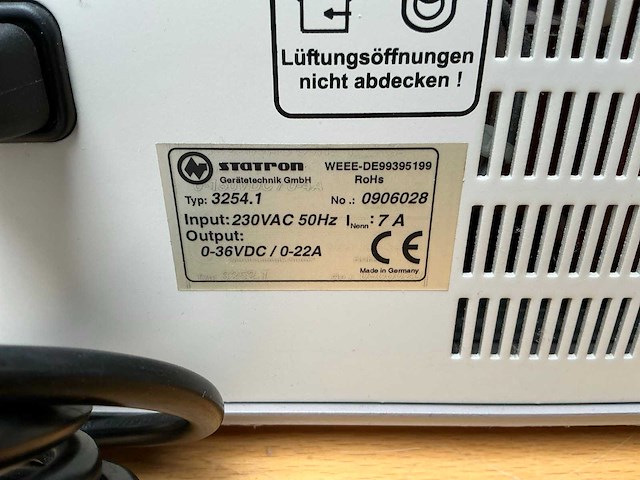 Lüftungsöffnungen
nicht abdecken !
statron WEEE-DE99395199
Gerätetechnik GmbH RoHs
Typ: 3254.1 No .: 0906028
Input: 230VAC 50Hz INenn : 7 A
Output:
0-36VDC / 0-22A
CE
Made in Germany